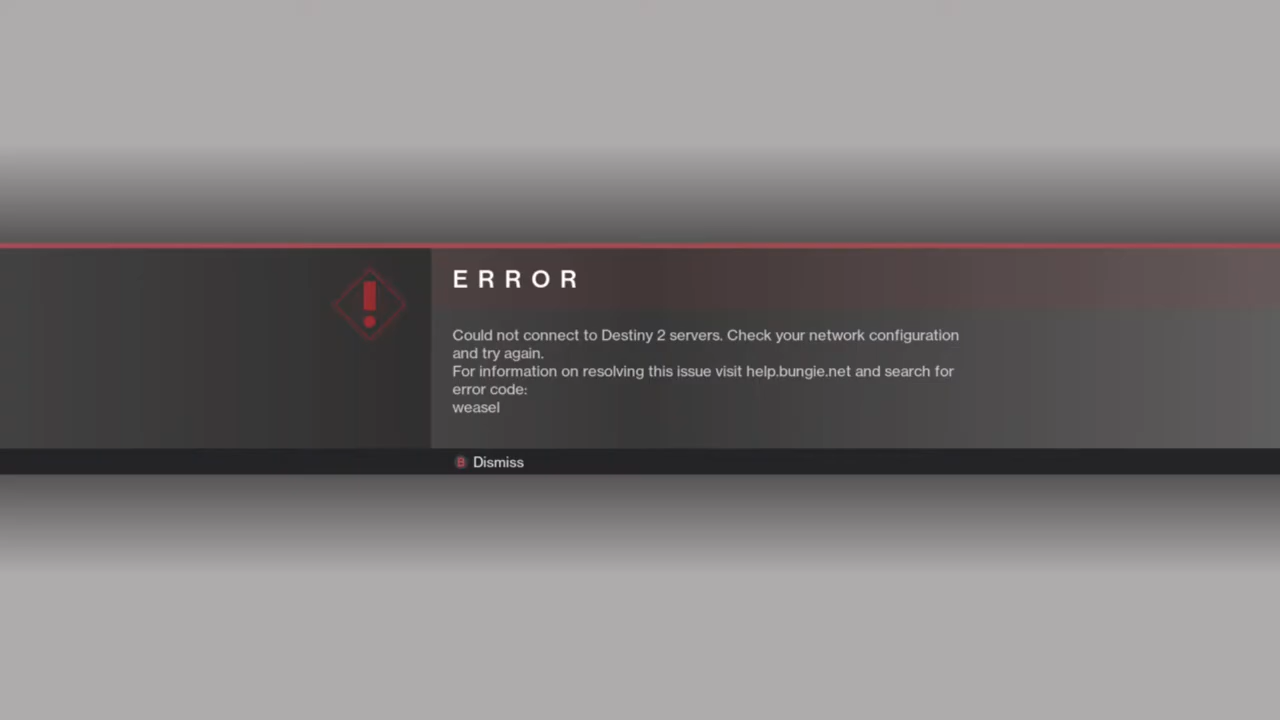 ERROR
Could not connect to Destiny 2 servers. Check your network configuration
and try again.
For information on resolving this issue visit help.bungie.net and search for
error code:
weasel
B Dismiss